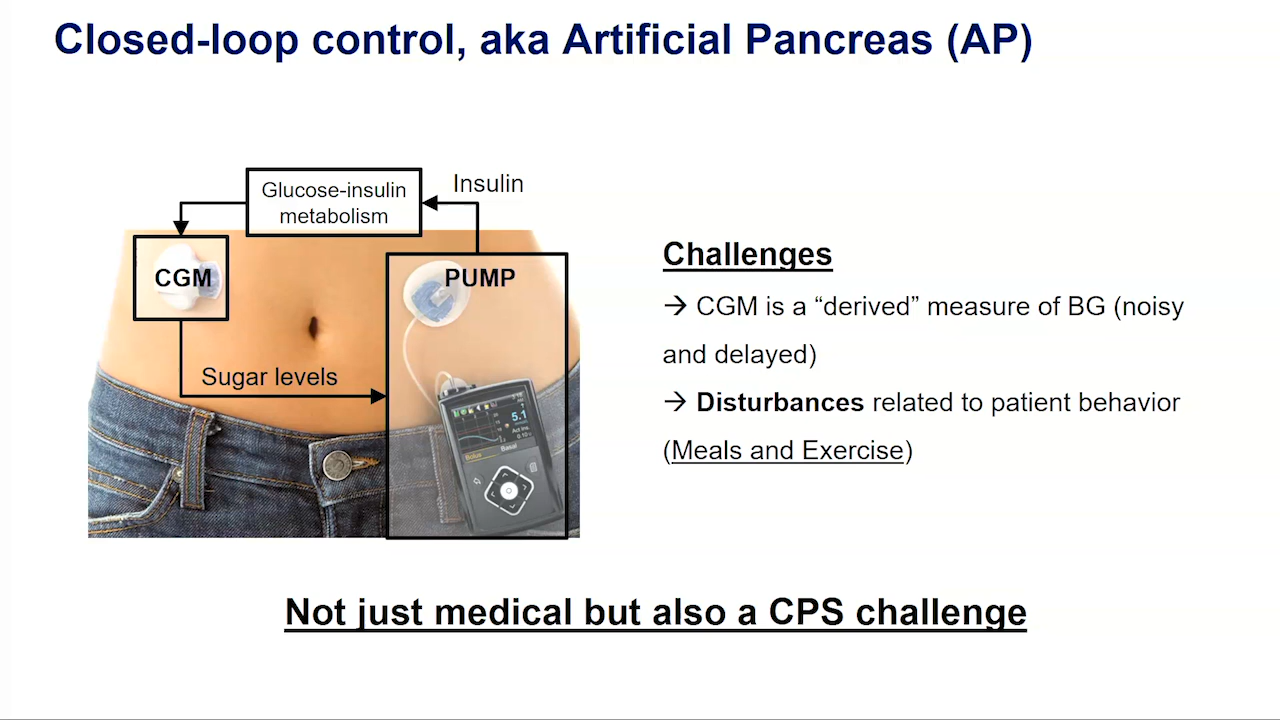 Closed-loop control, aka Artificial Pancreas (AP)
Glucose-insulin
metabolism
Insulin
CGM
PUMP
Sugar levels
5.1
Act Ins.
Bolus
Basal
Challenges
→ CGM is a “derived” measure of BG (noisy
and delayed)
→ Disturbances related to patient behavior
(Meals and Exercise)
Not just medical but also a CPS challenge